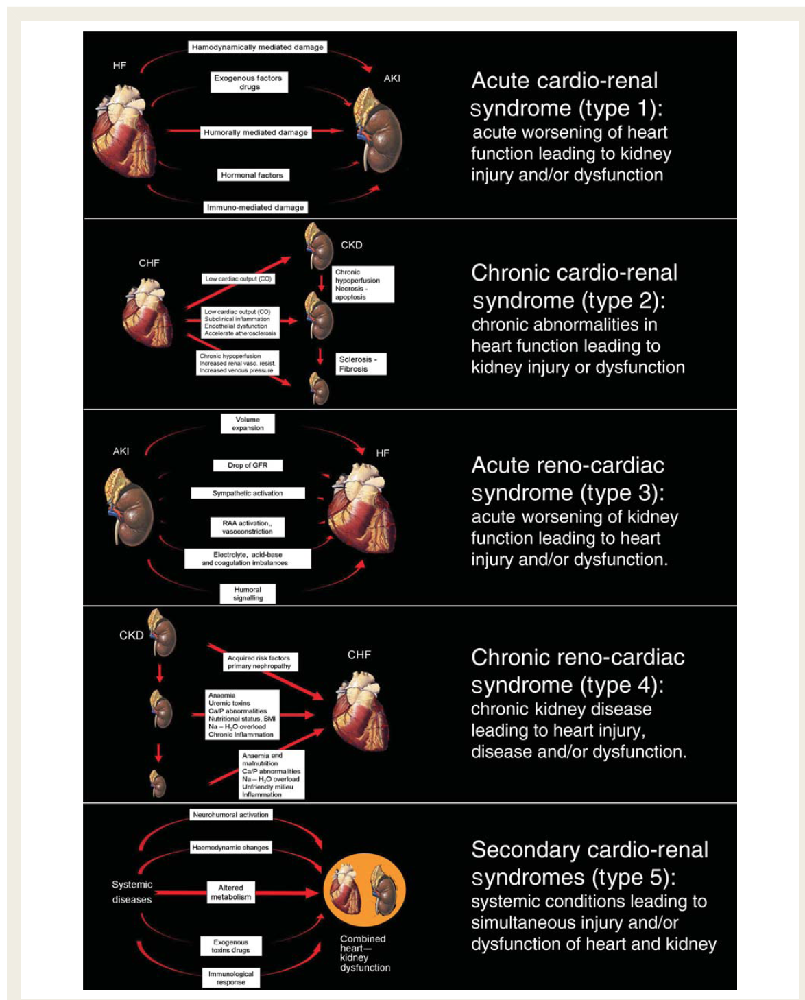 HF
Hamodynamically mediated damage
Exogenous factors
drugs
Humorally mediated damage
Hormonal factors
Immuno-mediated damage
AKI
Acute cardio-renal
syndrome (type 1):
acute worsening of heart
function leading to kidney
injury and/or dysfunction
CHF
Low cardiac output (CO)
Low cardiac output (CO)
Subclinical inflammation
Endothelial dysfunction
Accelerate atherosclerosis
Chronic hypoperfusion
Increased renal vasc. resist.
Increased venous pressure
CKD
Chronic
hypoperfusion
Necrosis -
apoptosis
Sclerosis -
Fibrosis
Chronic cardio-renal
syndrome (type 2):
chronic abnormalities in
heart function leading to
kidney injury or dysfunction
AKI
Volume
expansion
Drop of GFR
Sympathetic activation
RAA activation,,
vasoconstriction
Electrolyte, acid-base
and coagulation imbalances
Humoral
signalling
HF
Acute reno-cardiac
syndrome (type 3):
acute worsening of kidney
function leading to heart
injury and/or dysfunction.
CKD
Acquired risk factors
primary nephropathy
Anaemia
Uremic toxins
Ca/P abnormalities
Nutritional status, BMI
Na – H₂O overload
Chronic Inflammation
Anaemia and
malnutrition
Ca/P abnormalities
Na – H₂O overload
Unfriendly milieu
Inflammation
CHF
Chronic reno-cardiac
syndrome (type 4):
chronic kidney disease
leading to heart injury,
disease and/or dysfunction.
Systemic
diseases
Neurohumoral activation
Haemodynamic changes
Altered
metabolism
Exogenous
toxins drugs
Immunological
response
Combined
heart—
kidney
dysfunction
Secondary cardio-renal
syndromes (type 5):
systemic conditions leading to
simultaneous injury and/or
dysfunction of heart and kidney